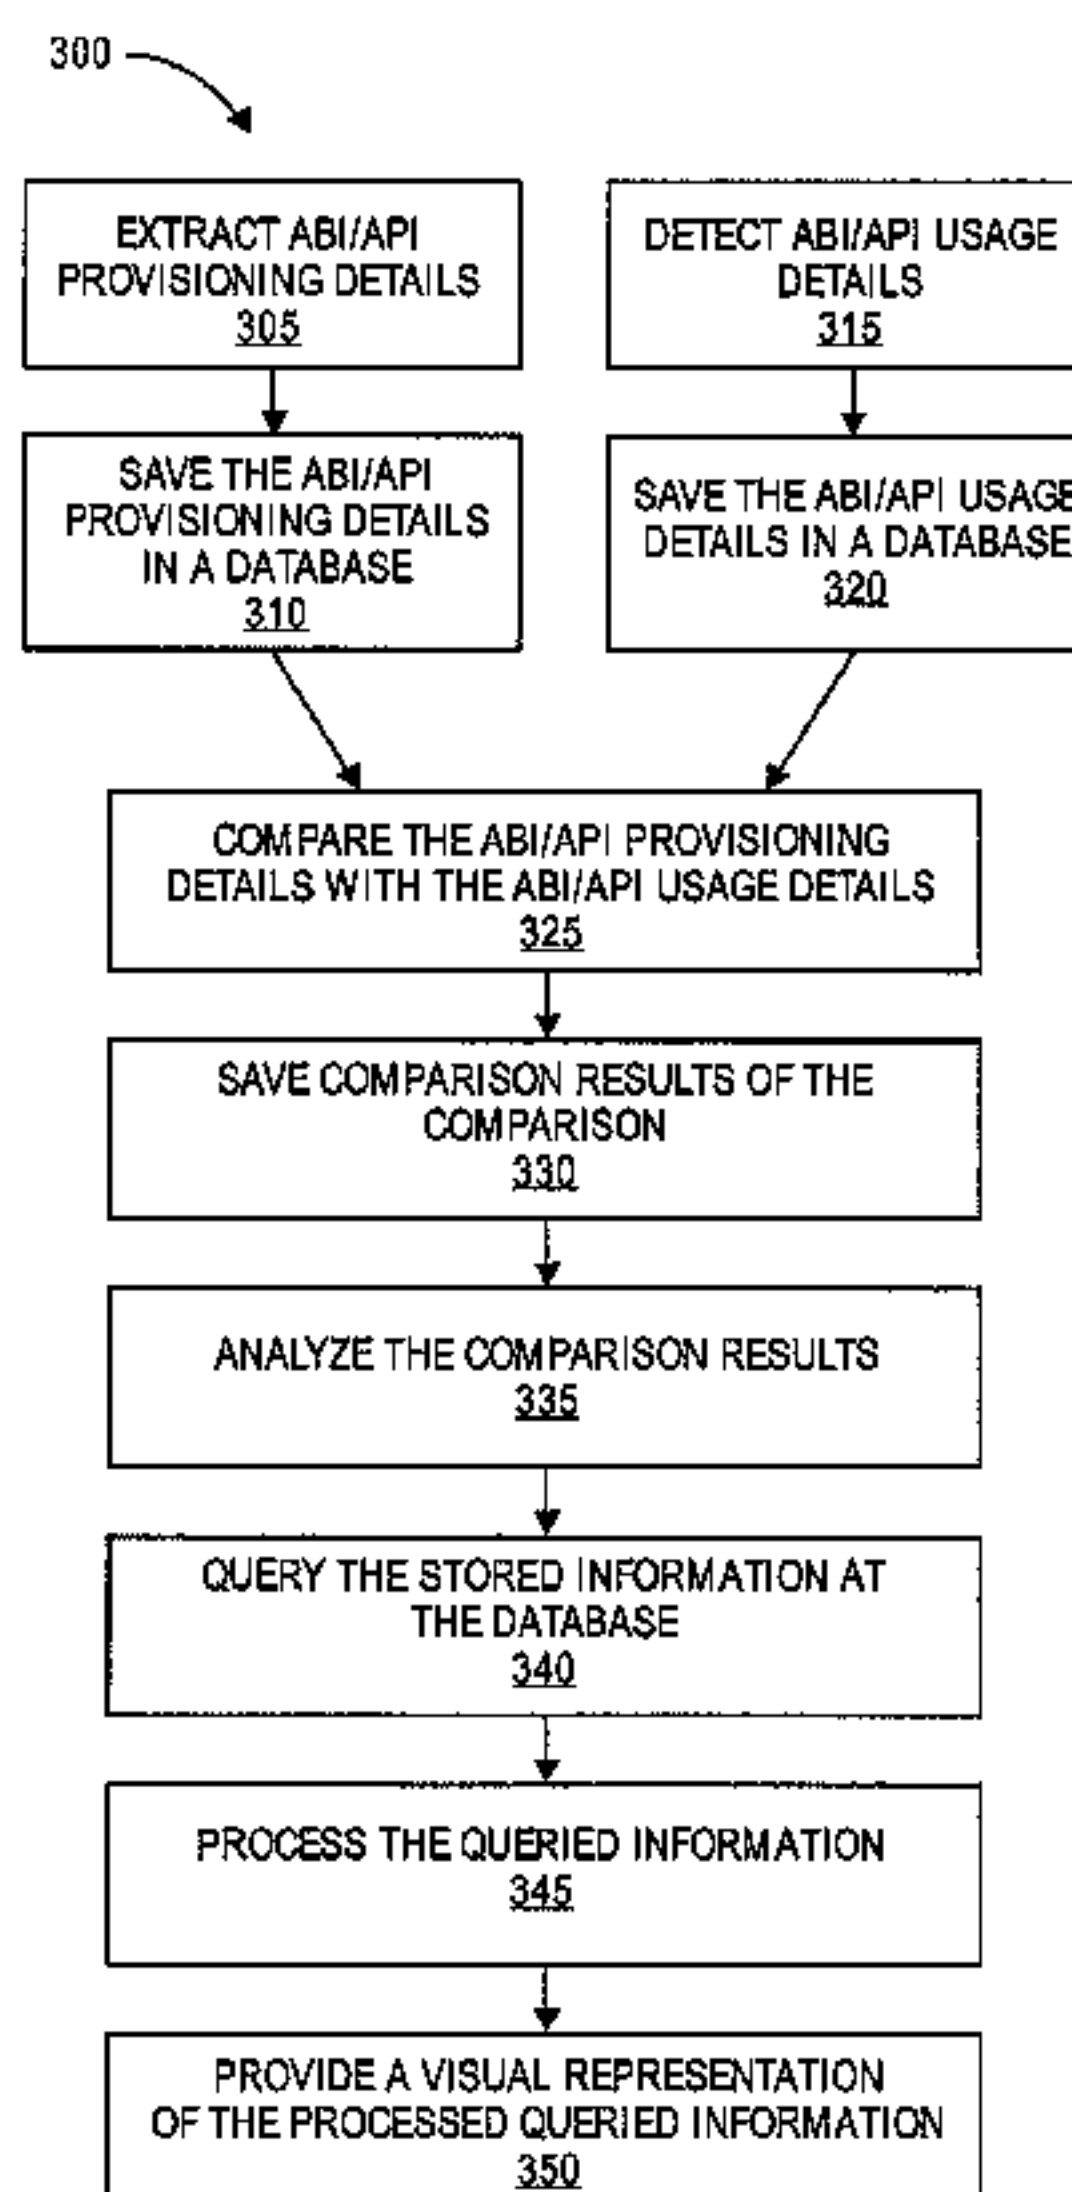 300
EXTRACT ABI/API
PROVISIONING DETAILS
305
DETECT ABI/API USAGE
DETAILS
315
SAVE THE ABI/API
PROVISIONING DETAILS
IN A DATABASE
310
SAVE THE ABI/API USAGE
DETAILS IN A DATABASE
320
COMPARE THE ABI/API PROVISIONING
DETAILS WITH THE ABI/API USAGE DETAILS
325
SAVE COMPARISON RESULTS OF THE
COMPARISON
330
ANALYZE THE COMPARISON RESULTS
335
QUERY THE STORED INFORMATION AT
THE DATABASE
340
PROCESS THE QUERIED INFORMATION
345
PROVIDE A VISUAL REPRESENTATION
OF THE PROCESSED QUERIED INFORMATION
350